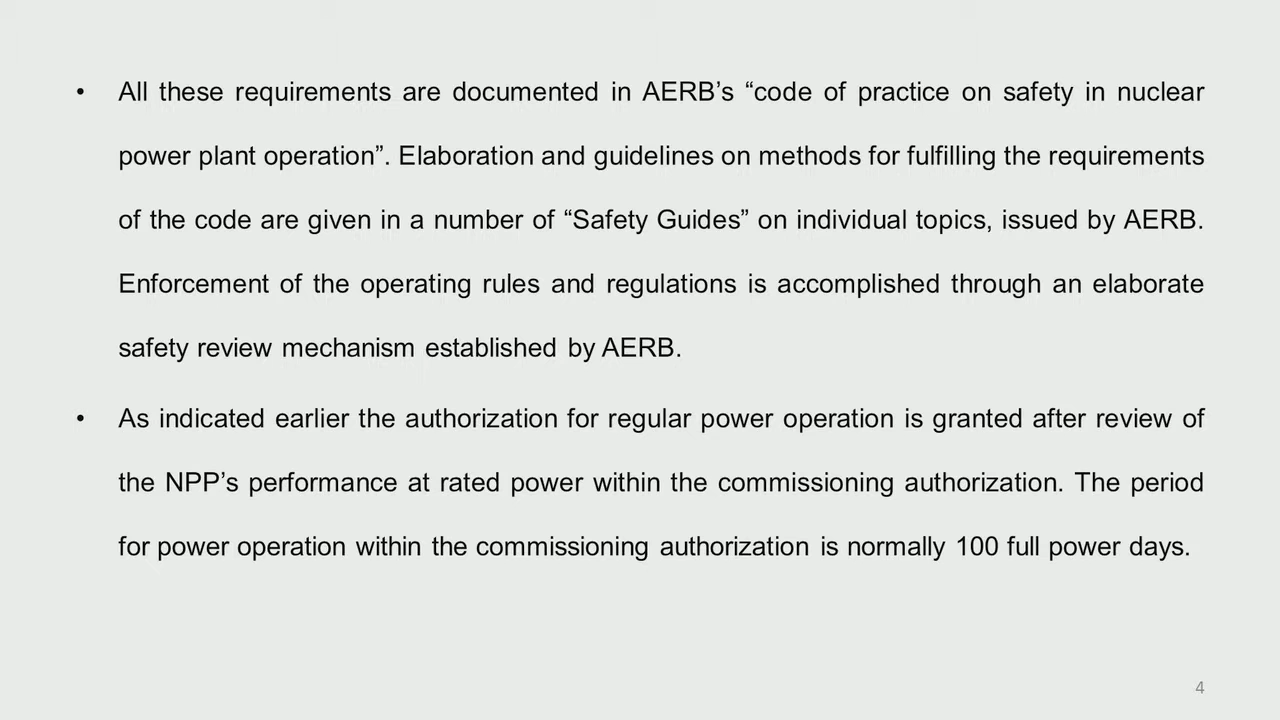 • All these requirements are documented in AERB’s “code of practice on safety in nuclear
power plant operation”. Elaboration and guidelines on methods for fulfilling the requirements
of the code are given in a number of “Safety Guides” on individual topics, issued by AERB.
Enforcement of the operating rules and regulations is accomplished through an elaborate
safety review mechanism established by AERB.
• As indicated earlier the authorization for regular power operation is granted after review of
the NPP’s performance at rated power within the commissioning authorization. The period
for power operation within the commissioning authorization is normally 100 full power days.
4